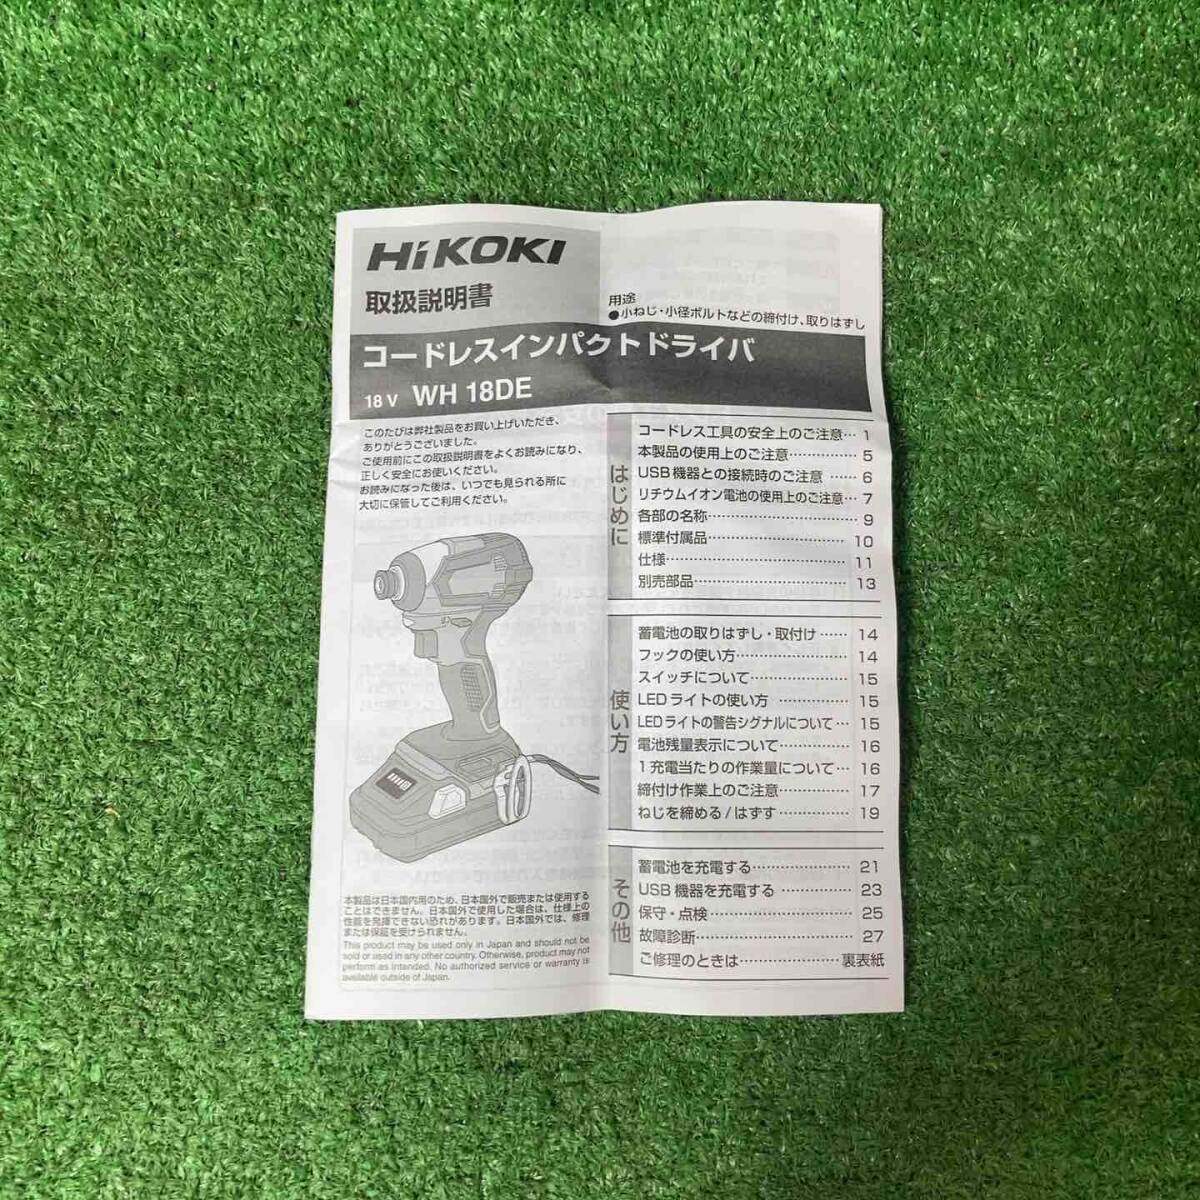 HiKOKI
取扱説明書
用途
●小ねじ・小径ボルトなどの締付け、取りはずし
コードレスインパクトドライバ
18 V WH 18DE
このたびは弊社製品をお買い上げいただき、
ありがとうございました。
ご使用前にこの取扱説明書をよくお読みになり、
正しく安全にお使いください。
お読みになった後は、いつでも見られる所に
大切に保管してご利用ください。
はじめに
コードレス工具の安全上のご注意… 1
本製品の使用上のご注意…………… 5
USB 機器との接続時のご注意 …… 6
リチウムイオン電池の使用上のご注意… 7
各部の名称…………………………… 9
標準付属品…………………………… 10
仕様…………………………………… 11
別売部品……………………………… 13
使い方
蓄電池の取りはずし・取付け …… 14
フックの使い方……………………… 14
スイッチについて…………………… 15
LED ライトの使い方 ……………… 15
LED ライトの警告シグナルについて… 15
電池残量表示について……………… 16
1 充電当たりの作業量について… 16
締付け作業上のご注意……………… 17
ねじを締める / はずす ……………… 19
その他
蓄電池を充電する…………………… 21
USB 機器を充電する ……………… 23
保守・点検…………………………… 25
故障診断……………………………… 27
ご修理のときは…………………… 裏表紙
本製品は日本国内用のため、日本国外で販売または使用する
ことはできません。日本国外で使用した場合は、仕様上の
性能を発揮できない恐れがあります。日本国外では、修理
または保証を受けられません。
This product may be used only in Japan and should not be
sold or used in any other country. Otherwise, product may not
perform as intended. No authorized service or warranty is
available outside of Japan.